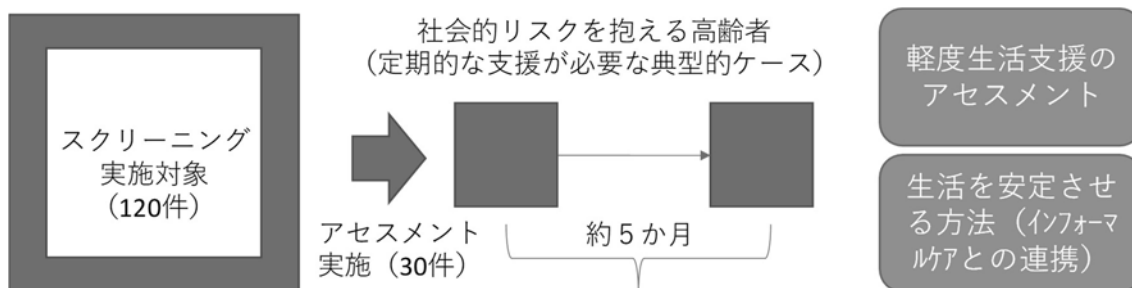 社会的リスクを抱える高齢者
（定期的な支援が必要な典型的ケース）
スクリーニング
実施対象
（120件）
アセスメント
実施（30件）
約５か月
軽度生活支援の
アセスメント
生活を安定させ
る方法（ｲﾝﾌｫｰﾏ
ﾙｹｱとの連携）